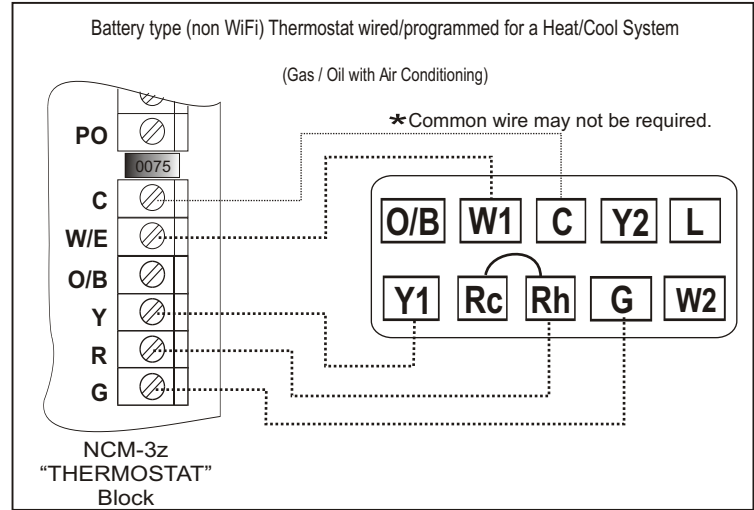 Battery type (non WiFi) Thermostat wired/programmed for a Heat/Cool System
(Gas / Oil with Air Conditioning)
*Common wire may not be required.
PO
0075
C
W/E
O/B
Y
R
G
O/B W1 C Y2 L
Y1 Rc Rh G W2
NCM-3z
“THERMOSTAT”
Block